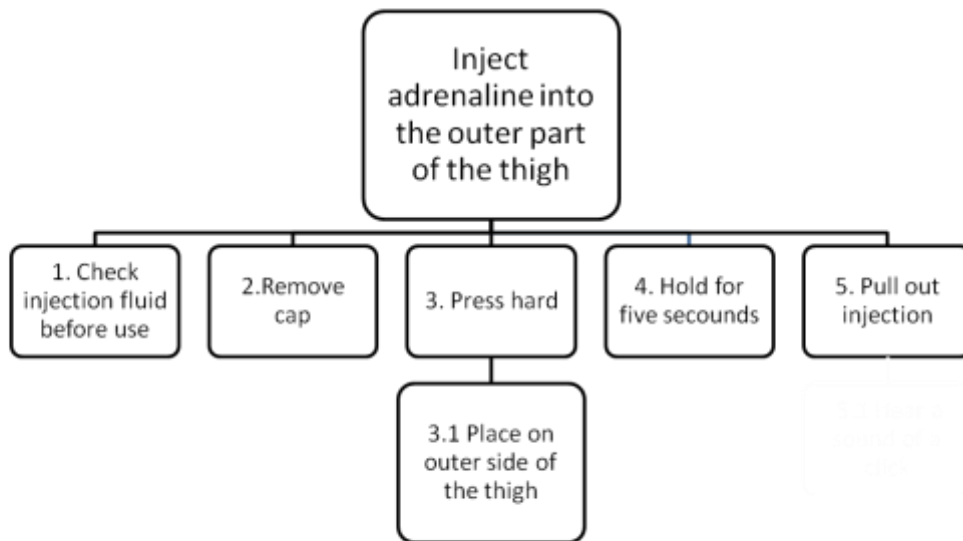 Inject
adrenaline into
the outer part
of the thigh
1. Check
injection fluid
before use
2.Remove
cap
3. Press hard
4. Hold for
five secounds
5. Pull out
injection
3.1 Place on
outer side of
the thigh